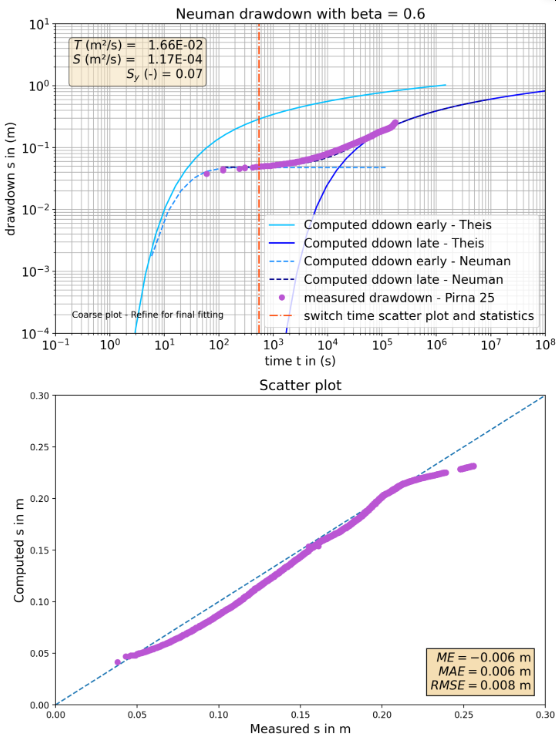 Neuman drawdown with beta = 0.6
10¹
10⁰
10⁻¹
10⁻²
10⁻³
10⁻⁴
drawdown s in (m)
T (m²/s) = 1.66E-02
S (m²/s) = 1.17E-04
Sy (-) = 0.07
Computed ddown early - Theis
Computed ddown late - Theis
Computed ddown early - Neuman
Computed ddown late - Neuman
measured drawdown - Pirna 25
switch time scatter plot and statistics
Coarse plot - Refine for final fitting
10⁻¹ 10⁰ 10¹ 10² 10³ 10⁴ 10⁵ 10⁶ 10⁷ 10⁸
time t in (s)
Scatter plot
0.30
0.25
0.20
0.15
0.10
0.05
0.00
Computed s in m
ME = −0.006 m
MAE = 0.006 m
RMSE = 0.008 m
0.00 0.05 0.10 0.15 0.20 0.25 0.30
Measured s in m